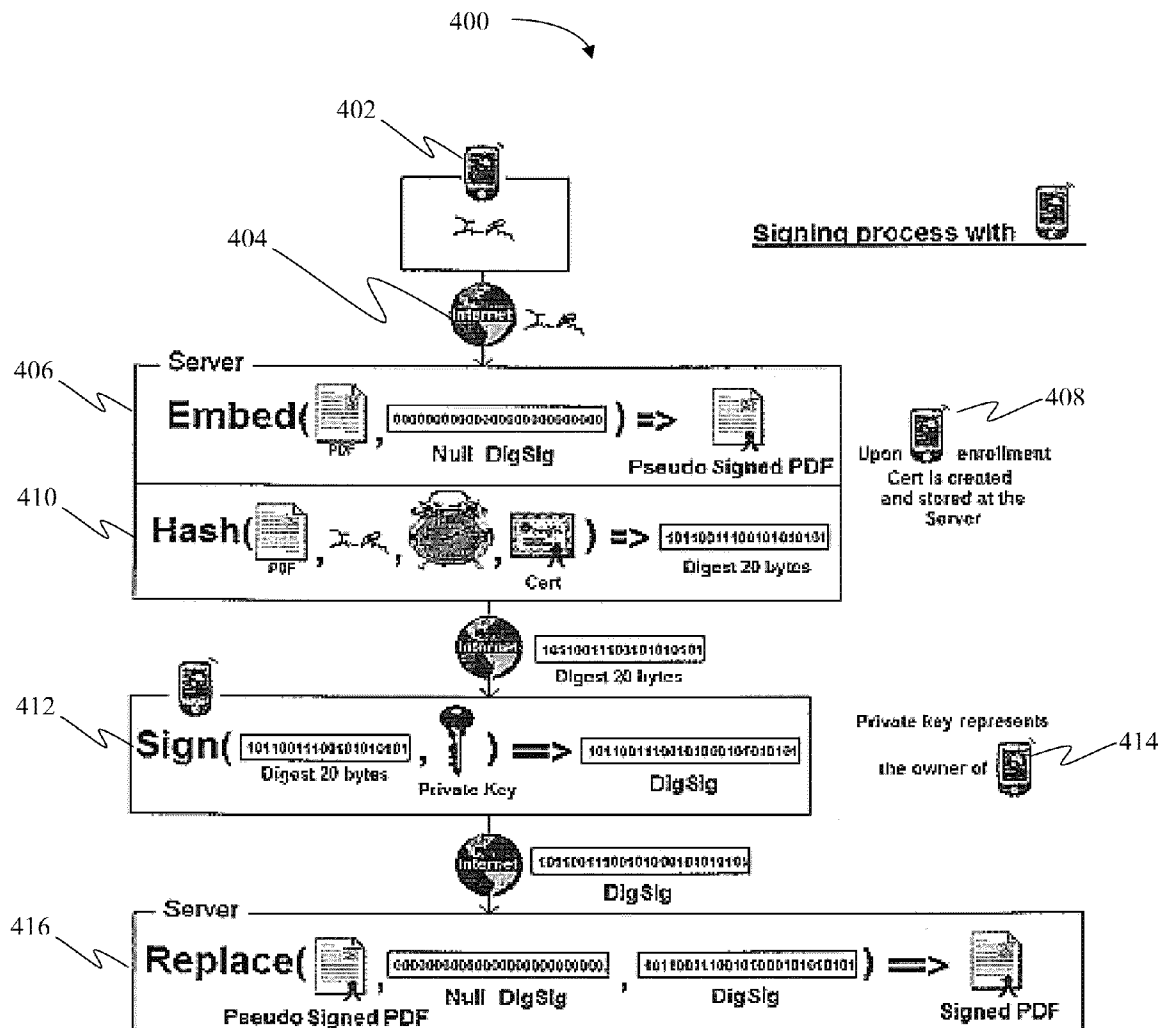 400
402
404
Signing process with
Internet
Server
406
Embed( PDF , 000000000000000000000000 ) => Pseudo Signed PDF
Null DigSig
408
Upon enrollment
Cert is created
and stored at the
Server
410
Hash( PDF , , , Cert ) => 10110011100101010101
Digest 20 bytes
Internet
Digest 20 bytes
412
Sign( 10110011100101010101 , ) =>
Digest 20 bytes
Private Key
DigSig
Private Key represents
the owner of
414
Internet
DigSig
Server
416
Replace( , , ) =>
Pseudo Signed PDF
Null DigSig
DigSig
Signed PDF